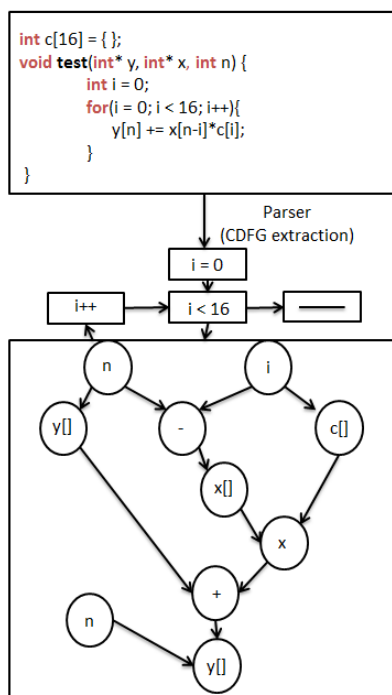 int c[16] = { };
void test(int* y, int* x, int n) {
int i = 0;
for(i = 0; i < 16; i++){
y[n] += x[n-i]*c[i];
}
}
Parser
(CDFG extraction)
i = 0
i++
i < 16
n
i
y[]
-
c[]
x[]
x
+
n
y[]